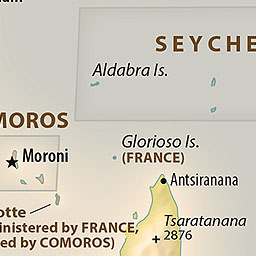 SEYCHE
Aldabra Is.
MOROS
Glorioso Is.
(FRANCE)
Moroni
Antsiranana
otte
inistered by FRANCE,
ed by COMOROS)
Tsaratanana
2876